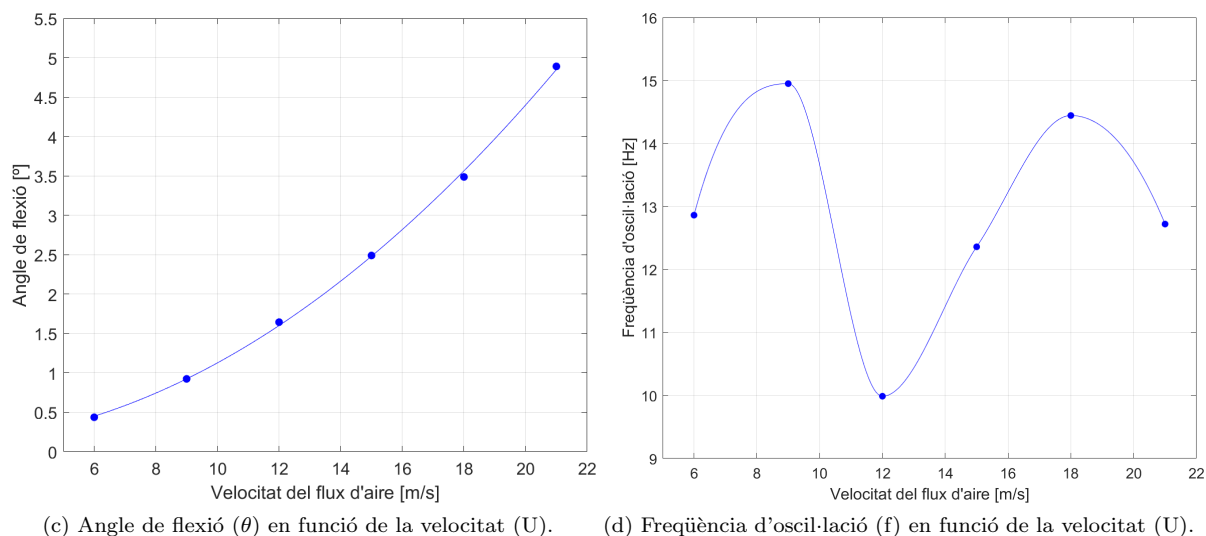 5.5
5
4.5
4
3.5
3
2.5
2
1.5
1
0.5
0
6 8 10 12 14 16 18 20 22
Angle de flexió [º]
Velocitat del flux d'aire [m/s]
(c) Angle de flexió (θ) en funció de la velocitat (U).
16
15
14
13
12
11
10
9
6 8 10 12 14 16 18 20 22
Freqüència d'oscil·lació [Hz]
Velocitat del flux d'aire [m/s]
(d) Freqüència d'oscil·lació (f) en funció de la velocitat (U).